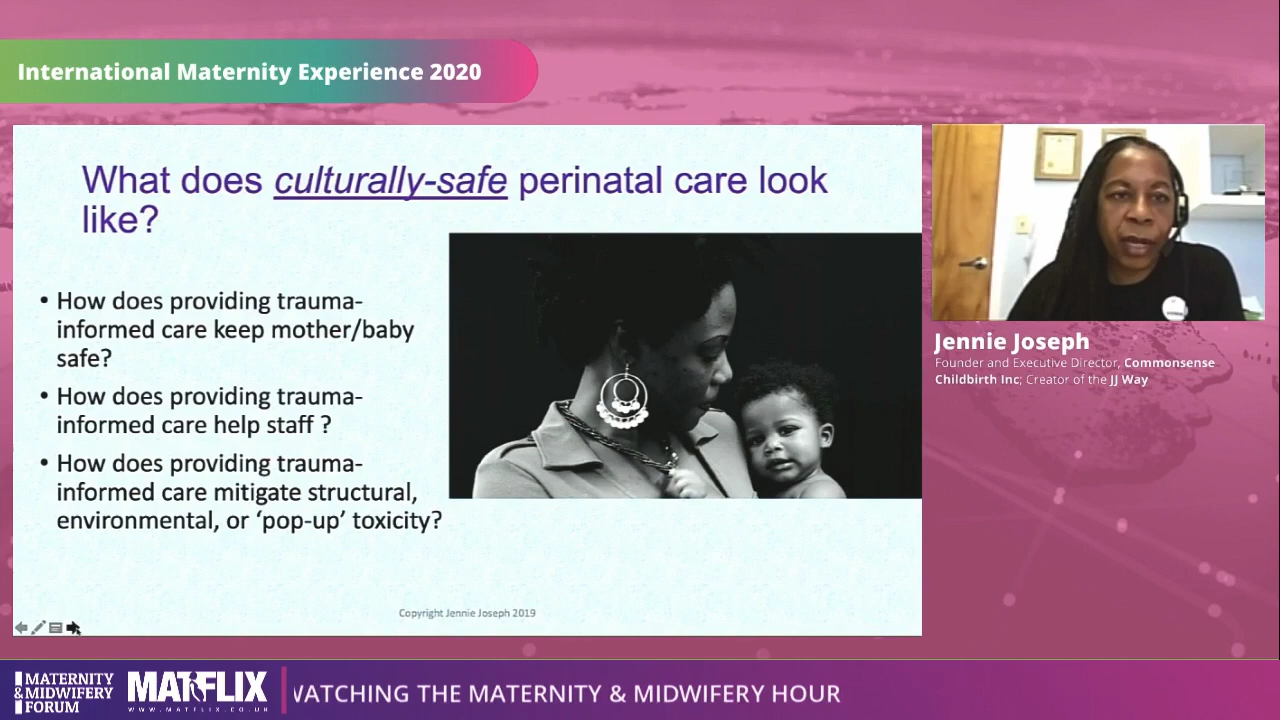 International Maternity Experience 2020
What does culturally-safe perinatal care look
like?
• How does providing trauma-
informed care keep mother/baby
safe?
• How does providing trauma-
informed care help staff ?
• How does providing trauma-
informed care mitigate structural,
environmental, or ‘pop-up’ toxicity?
Copyright Jennie Joseph 2019
Jennie Joseph
Founder and Executive Director, Commonsense
Childbirth Inc; Creator of the JJ Way
MATERNITY
& MIDWIFERY
FORUM
MATFLIX
WWW.MATFLIX.CO.UK
WATCHING THE MATERNITY & MIDWIFERY HOUR